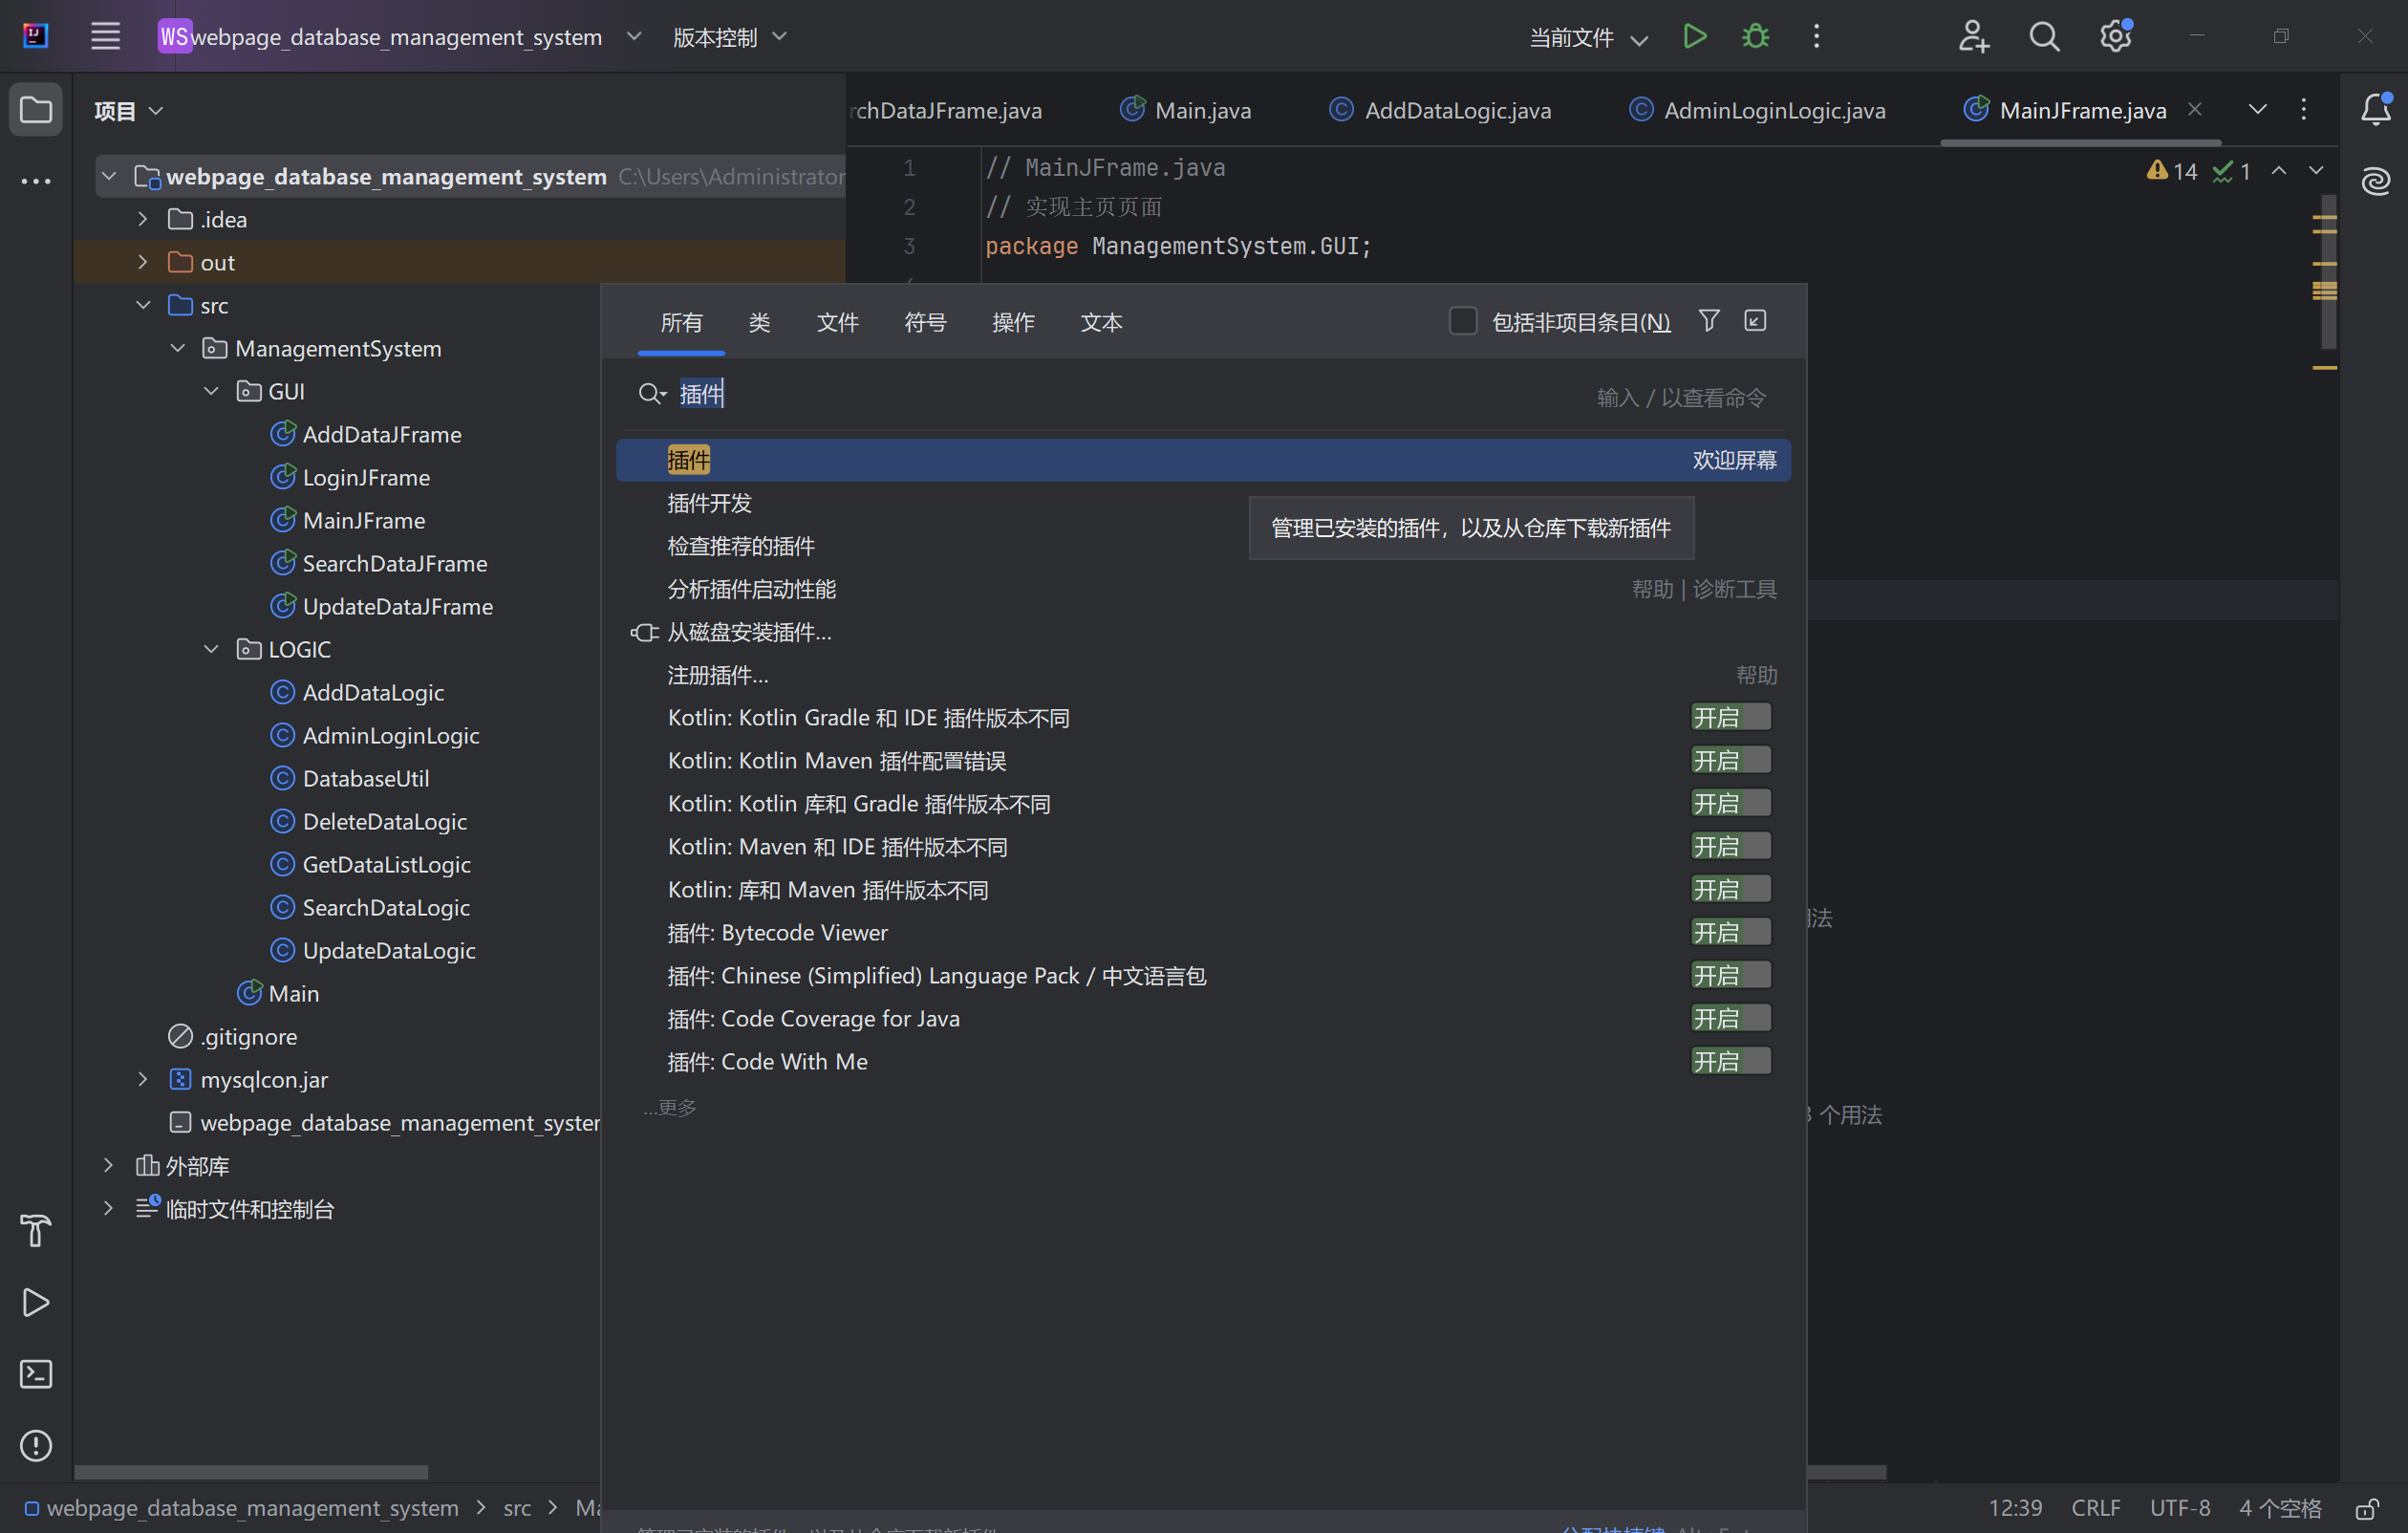 WS webpage_database_management_system 版本控制 当前文件
项目
rchDataJFrame.java Main.java AddDataLogic.java AdminLoginLogic.java MainJFrame.java
webpage_database_management_system C:\Users\Administrator
.idea
out
src
ManagementSystem
GUI
AddDataJFrame
LoginJFrame
MainJFrame
SearchDataJFrame
UpdateDataJFrame
LOGIC
AddDataLogic
AdminLoginLogic
DatabaseUtil
DeleteDataLogic
GetDataListLogic
SearchDataLogic
UpdateDataLogic
Main
.gitignore
mysqlcon.jar
webpage_database_management_syster
外部库
临时文件和控制台
1 // MainJFrame.java
2 // 实现主页页面
3 package ManagementSystem.GUI;
14 1
所有 类 文件 符号 操作 文本 包括非项目条目(N)
插件 输入 / 以查看命令
插件 欢迎屏幕
插件开发
管理已安装的插件，以及从仓库下载新插件
检查推荐的插件
分析插件启动性能 帮助 | 诊断工具
从磁盘安装插件...
注册插件... 帮助
Kotlin: Kotlin Gradle 和 IDE 插件版本不同 开启
Kotlin: Kotlin Maven 插件配置错误 开启
Kotlin: Kotlin 库和 Gradle 插件版本不同 开启
Kotlin: Maven 和 IDE 插件版本不同 开启
Kotlin: 库和 Maven 插件版本不同 开启
插件: Bytecode Viewer 开启
插件: Chinese (Simplified) Language Pack / 中文语言包 开启
插件: Code Coverage for Java 开启
插件: Code With Me 开启
...更多
法
个用法
webpage_database_management_system > src > Ma
12:39 CRLF UTF-8 4 个空格